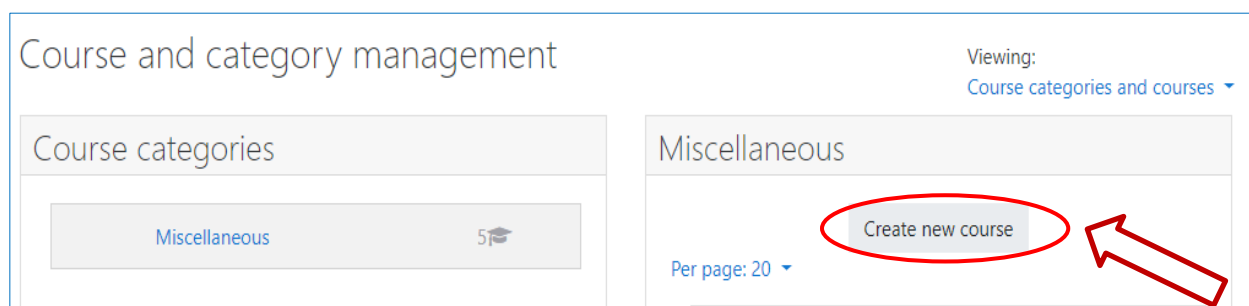 Course and category management
Viewing:
Course categories and courses
Course categories
Miscellaneous 5
Miscellaneous
Create new course
Per page: 20